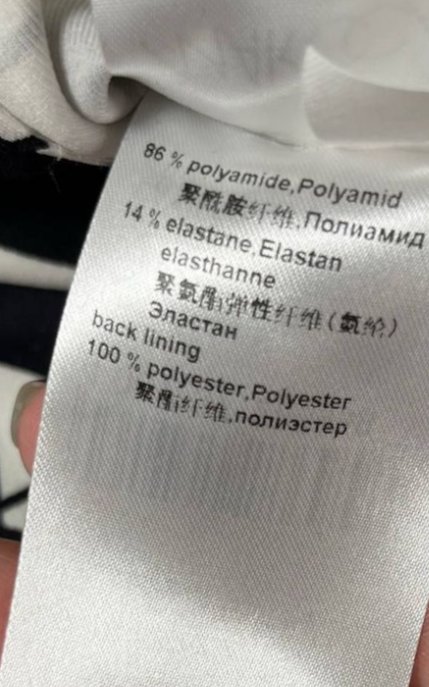 86 % polyamide,Polyamid
聚酰胺纤维,Полиамид
14 % elastane,Elastan
elasthanne
聚氨酯弹性纤维(氨纶)
Эластан
back lining
100 % polyester,Polyester
聚酯纤维,полиэстер